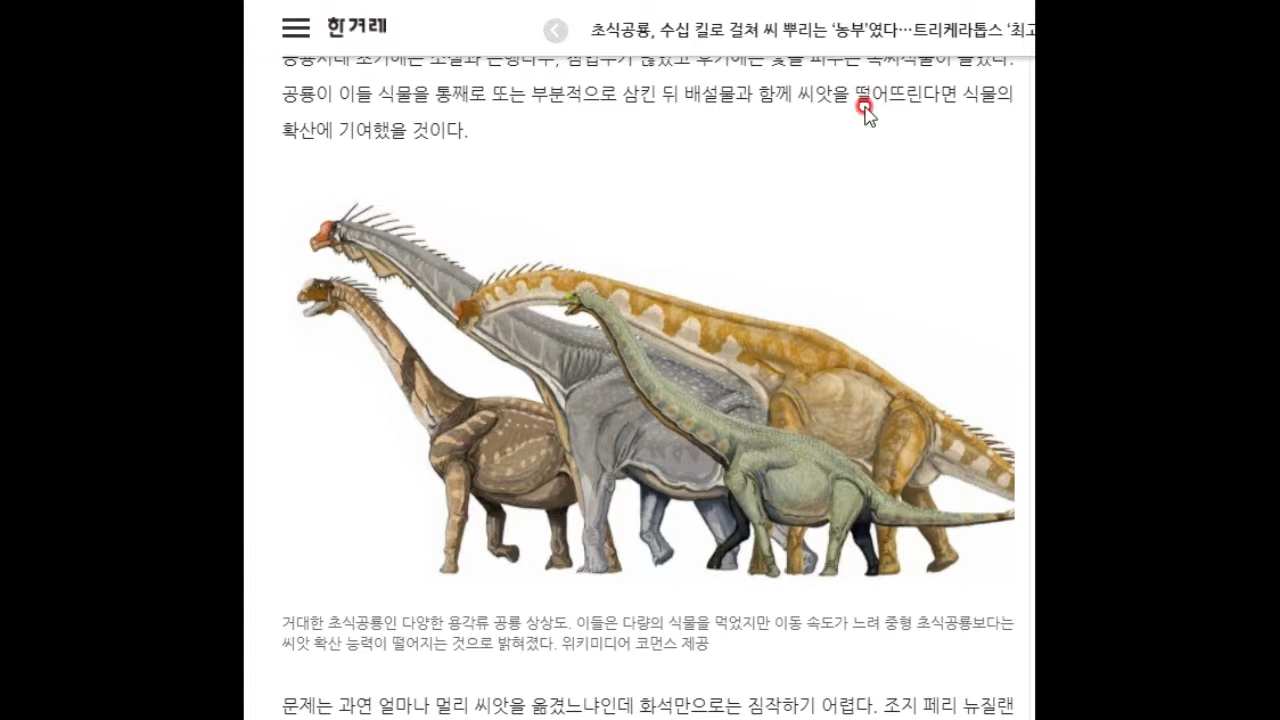 한겨레
초식공룡, 수십 킬로 걸쳐 씨 뿌리는 ‘농부’였다…트리케라톱스 ‘최고
공룡이 이들 식물을 통째로 또는 부분적으로 삼킨 뒤 배설물과 함께 씨앗을 떨어뜨린다면 식물의
확산에 기여했을 것이다.
거대한 초식공룡인 다양한 용각류 공룡 상상도. 이들은 다량의 식물을 먹었지만 이동 속도가 느려 중형 초식공룡보다는
씨앗 확산 능력이 떨어지는 것으로 밝혀졌다. 위키미디어 코먼스 제공
문제는 과연 얼마나 멀리 씨앗을 옮겼느냐인데 화석만으로는 짐작하기 어렵다. 조지 페리 뉴질랜